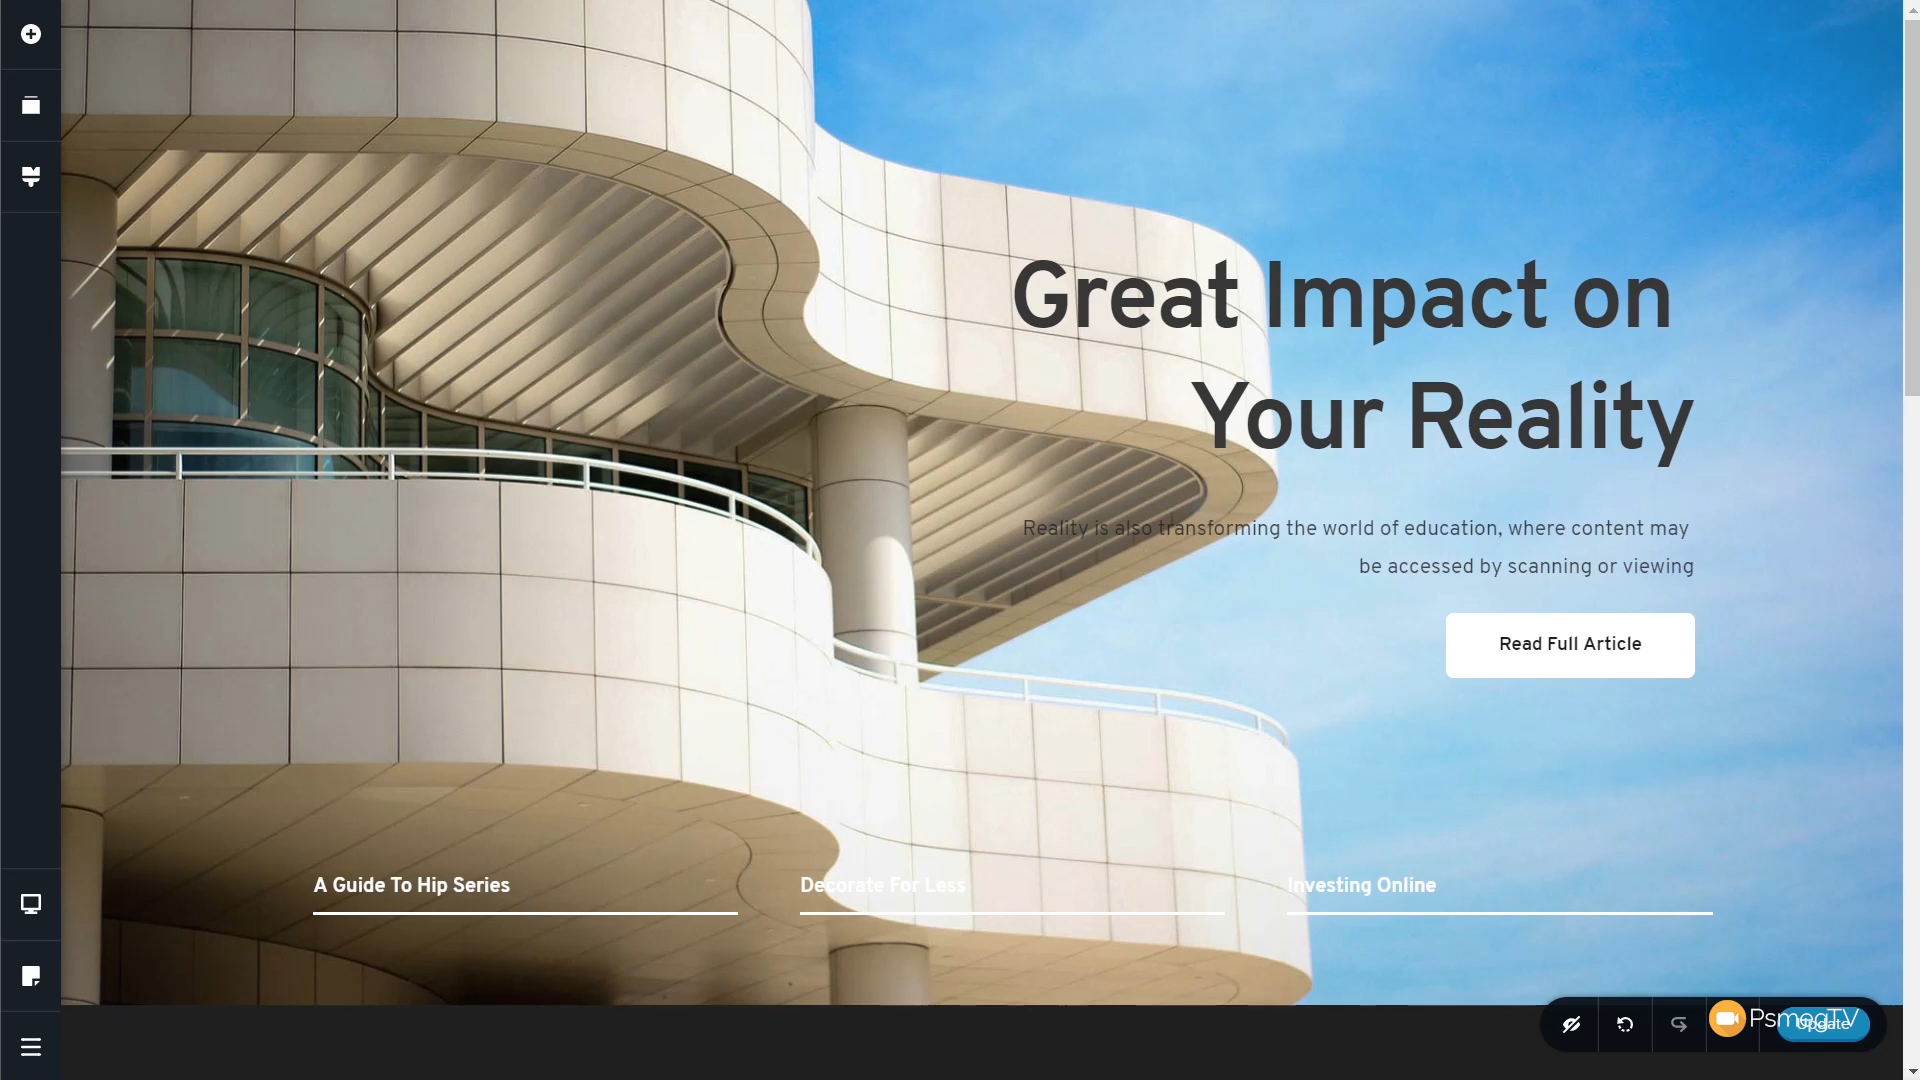 Great Impact on
Your Reality
Reality is also transforming the world of education, where content may
be accessed by scanning or viewing
Read Full Article
A Guide To Hip Series
Decorate For Less
Investing Online
PsmegTV
Update